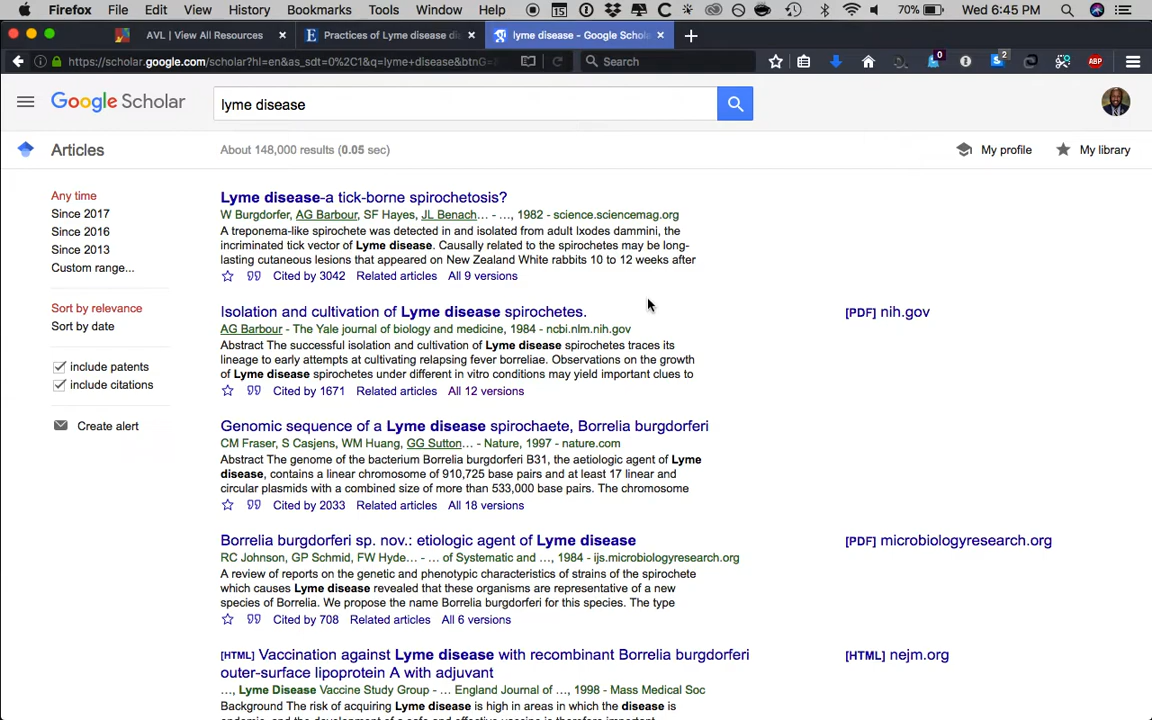 Firefox File Edit View History Bookmarks Tools Window Help 15 70% Wed 6:45 PM
AVL | View All Resources Practices of Lyme disease di lyme disease - Google Schol
https://scholar.google.com/scholar?hl=en&as_sdt=0%2C1&q=lyme+disease&btnG= Search 0 2 ABP
Google Scholar lyme disease
Articles About 148,000 results (0.05 sec) My profile My library
Any time
Since 2017
Since 2016
Since 2013
Custom range...
Sort by relevance
Sort by date
include patents
include citations
Create alert
Lyme disease-a tick-borne spirochetosis?
W Burgdorfer, AG Barbour, SF Hayes, JL Benach… - …, 1982 - science.sciencemag.org
A treponema-like spirochete was detected in and isolated from adult Ixodes dammini, the
incriminated tick vector of Lyme disease. Causally related to the spirochetes may be long-
lasting cutaneous lesions that appeared on New Zealand White rabbits 10 to 12 weeks after
Cited by 3042 Related articles All 9 versions
Isolation and cultivation of Lyme disease spirochetes. [PDF] nih.gov
AG Barbour - The Yale journal of biology and medicine, 1984 - ncbi.nlm.nih.gov
Abstract The successful isolation and cultivation of Lyme disease spirochetes traces its
lineage to early attempts at cultivating relapsing fever borreliae. Observations on the growth
of Lyme disease spirochetes under different in vitro conditions may yield important clues to
Cited by 1671 Related articles All 12 versions
Genomic sequence of a Lyme disease spirochaete, Borrelia burgdorferi
CM Fraser, S Casjens, WM Huang, GG Sutton… - Nature, 1997 - nature.com
Abstract The genome of the bacterium Borrelia burgdorferi B31, the aetiologic agent of Lyme
disease, contains a linear chromosome of 910,725 base pairs and at least 17 linear and
circular plasmids with a combined size of more than 533,000 base pairs. The chromosome
Cited by 2033 Related articles All 18 versions
Borrelia burgdorferi sp. nov.: etiologic agent of Lyme disease [PDF] microbiologyresearch.org
RC Johnson, GP Schmid, FW Hyde… - … of Systematic and …, 1984 - ijs.microbiologyresearch.org
A review of reports on the genetic and phenotypic characteristics of strains of the spirochete
which causes Lyme disease revealed that these organisms are representative of a new
species of Borrelia. We propose the name Borrelia burgdorferi for this species. The type
Cited by 708 Related articles All 6 versions
[HTML] Vaccination against Lyme disease with recombinant Borrelia burgdorferi [HTML] nejm.org
outer-surface lipoprotein A with adjuvant
…, Lyme Disease Vaccine Study Group - … England Journal of …, 1998 - Mass Medical Soc
Background The risk of acquiring Lyme disease is high in areas in which the disease is